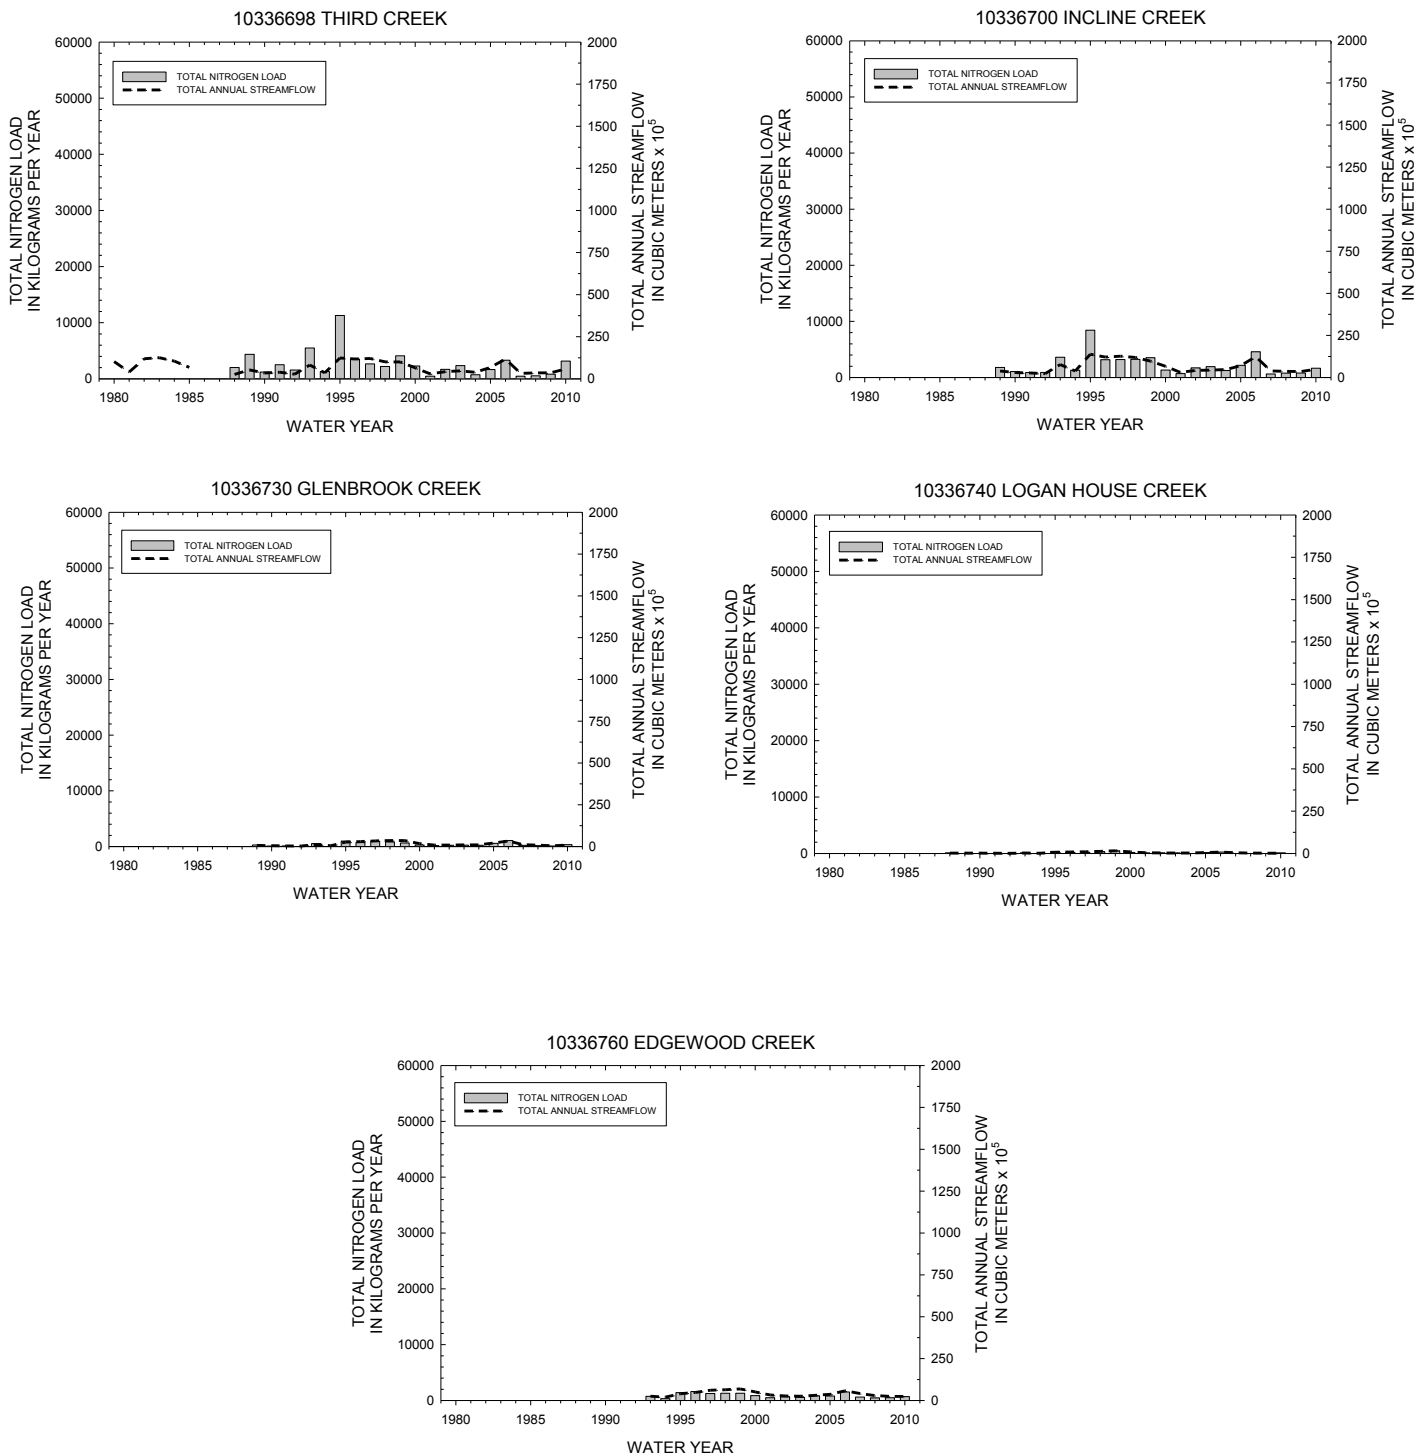 10336698 THIRD CREEK
TOTAL NITROGEN LOAD
IN KILOGRAMS PER YEAR
60000
50000
40000
30000
20000
10000
0
TOTAL NITROGEN LOAD
TOTAL ANNUAL STREAMFLOW
2000
1750
1500
1250
1000
750
500
250
0
TOTAL ANNUAL STREAMFLOW
IN CUBIC METERS x 10^5
1980 1985 1990 1995 2000 2005 2010
WATER YEAR
10336700 INCLINE CREEK
TOTAL NITROGEN LOAD
IN KILOGRAMS PER YEAR
60000
50000
40000
30000
20000
10000
0
TOTAL NITROGEN LOAD
TOTAL ANNUAL STREAMFLOW
2000
1750
1500
1250
1000
750
500
250
0
TOTAL ANNUAL STREAMFLOW
IN CUBIC METERS x 10^5
1980 1985 1990 1995 2000 2005 2010
WATER YEAR
10336730 GLENBROOK CREEK
TOTAL NITROGEN LOAD
IN KILOGRAMS PER YEAR
60000
50000
40000
30000
20000
10000
0
TOTAL NITROGEN LOAD
TOTAL ANNUAL STREAMFLOW
2000
1750
1500
1250
1000
750
500
250
0
TOTAL ANNUAL STREAMFLOW
IN CUBIC METERS x 10^5
1980 1985 1990 1995 2000 2005 2010
WATER YEAR
10336740 LOGAN HOUSE CREEK
TOTAL NITROGEN LOAD
IN KILOGRAMS PER YEAR
60000
50000
40000
30000
20000
10000
0
TOTAL NITROGEN LOAD
TOTAL ANNUAL STREAMFLOW
2000
1750
1500
1250
1000
750
500
250
0
TOTAL ANNUAL STREAMFLOW
IN CUBIC METERS x 10^5
1980 1985 1990 1995 2000 2005 2010
WATER YEAR
10336760 EDGEWOOD CREEK
TOTAL NITROGEN LOAD
IN KILOGRAMS PER YEAR
60000
50000
40000
30000
20000
10000
0
TOTAL NITROGEN LOAD
TOTAL ANNUAL STREAMFLOW
2000
1750
1500
1250
1000
750
500
250
0
TOTAL ANNUAL STREAMFLOW
IN CUBIC METERS x 10^5
1980 1985 1990 1995 2000 2005 2010
WATER YEAR